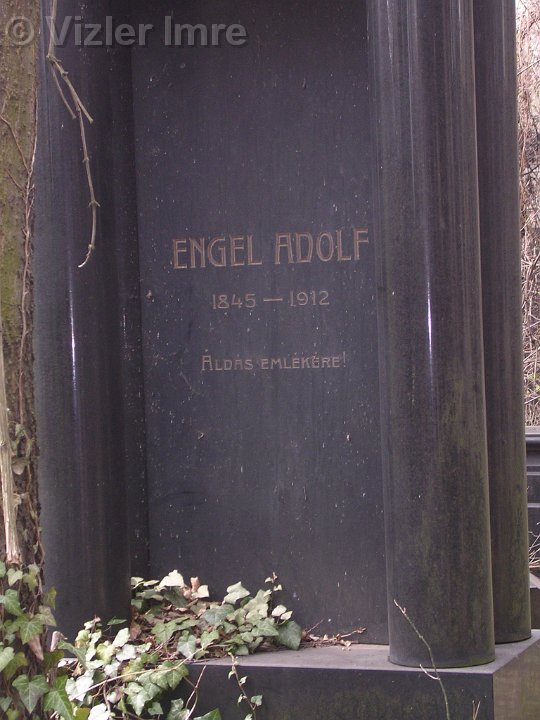 © Vizler Imre
ENGEL ADOLF
1845 — 1912
ÁLDÁS EMLÉKÉRE!